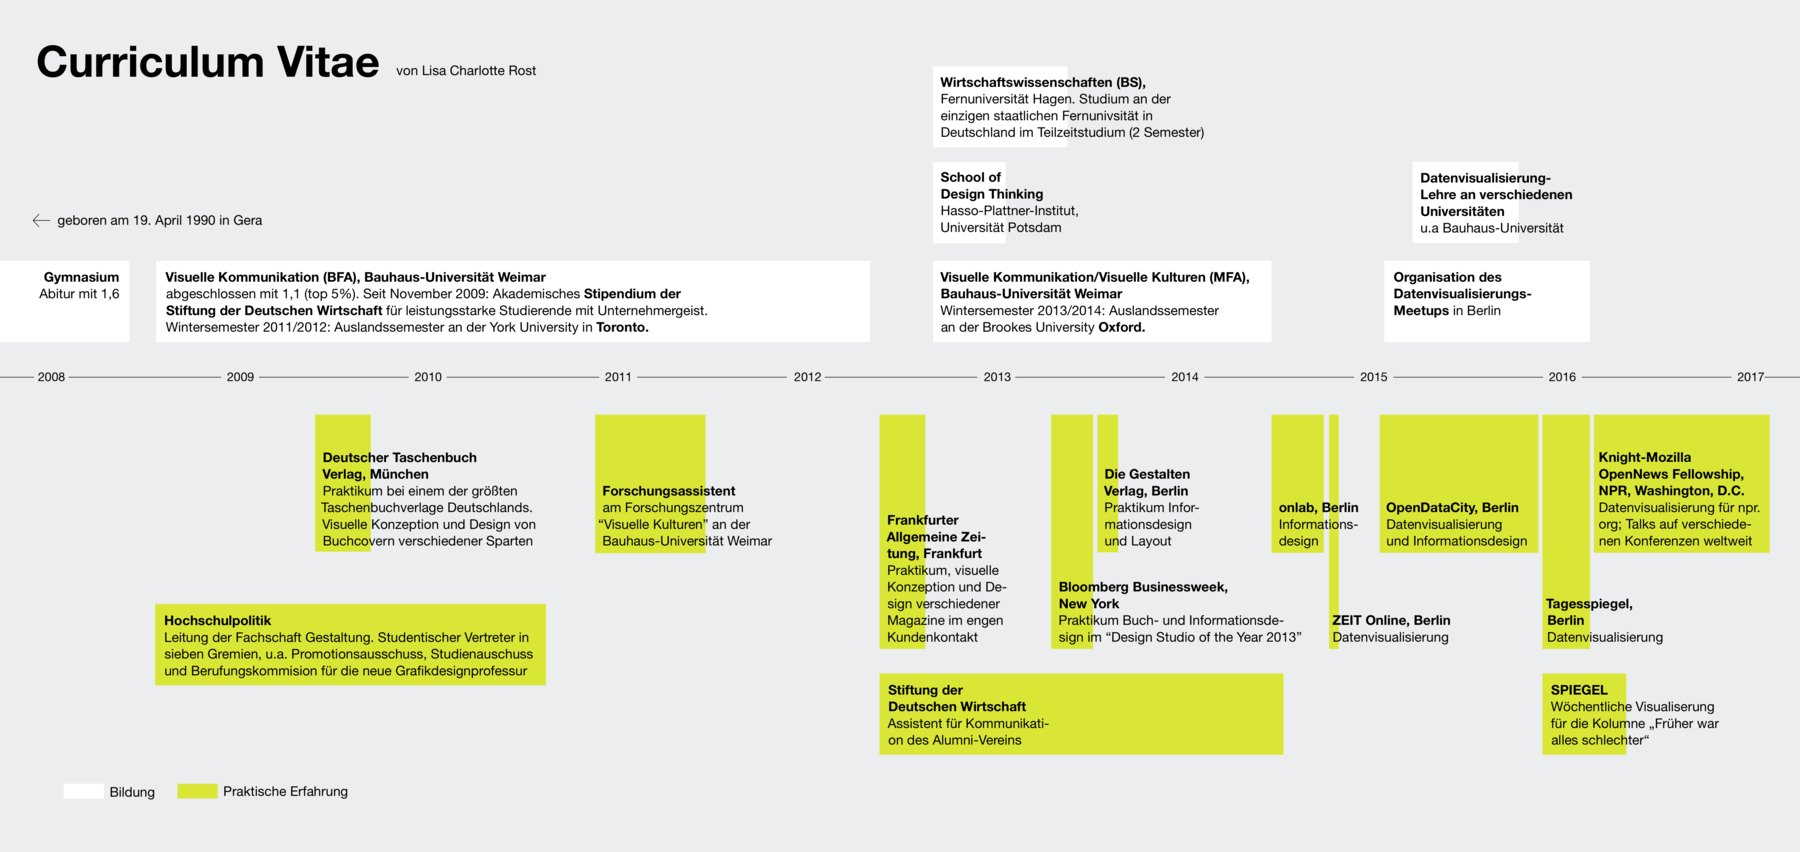 Curriculum Vitae von Lisa Charlotte Rost
Wirtschaftswissenschaften (BS),
Fernuniversität Hagen. Studium an der
einzigen staatlichen Fernunivsität in
Deutschland im Teilzeitstudium (2 Semester)
School of
Design Thinking
Hasso-Plattner-Institut,
Universität Potsdam
Datenvisualisierung-
Lehre an verschiedenen
Universitäten
u.a Bauhaus-Universität
← geboren am 19. April 1990 in Gera
Gymnasium
Abitur mit 1,6
Visuelle Kommunikation (BFA), Bauhaus-Universität Weimar
abgeschlossen mit 1,1 (top 5%). Seit November 2009: Akademisches Stipendium der
Stiftung der Deutschen Wirtschaft für leistungsstarke Studierende mit Unternehmergeist.
Wintersemester 2011/2012: Auslandssemester an der York University in Toronto.
Visuelle Kommunikation/Visuelle Kulturen (MFA),
Bauhaus-Universität Weimar
Wintersemester 2013/2014: Auslandssemester
an der Brookes University Oxford.
Organisation des
Datenvisualisierungs-
Meetups in Berlin
2008 2009 2010 2011 2012 2013 2014 2015 2016 2017
Deutscher Taschenbuch
Verlag, München
Praktikum bei einem der größten
Taschenbuchverlage Deutschlands.
Visuelle Konzeption und Design von
Buchcovern verschiedener Sparten
Forschungsassistent
am Forschungszentrum
“Visuelle Kulturen” an der
Bauhaus-Universität Weimar
Frankfurter
Allgemeine Zei-
tung, Frankfurt
Praktikum, visuelle
Konzeption und De-
sign verschiedener
Magazine im engen
Kundenkontakt
Die Gestalten
Verlag, Berlin
Praktikum Infor-
mationsdesign
und Layout
Bloomberg Businessweek,
New York
Praktikum Buch- und Informationsde-
sign im “Design Studio of the Year 2013”
onlab, Berlin
Informations-
design
ZEIT Online, Berlin
Datenvisualisierung
OpenDataCity, Berlin
Datenvisualisierung
und Informationsdesign
Tagesspiegel,
Berlin
Datenvisualisierung
Knight-Mozilla
OpenNews Fellowship,
NPR, Washington, D.C.
Datenvisualisierung für npr.
org; Talks auf verschiede-
nen Konferenzen weltweit
Hochschulpolitik
Leitung der Fachschaft Gestaltung. Studentischer Vertreter in
sieben Gremien, u.a. Promotionsausschuss, Studienauschuss
und Berufungskommision für die neue Grafikdesignprofessur
Stiftung der
Deutschen Wirtschaft
Assistent für Kommunikati-
on des Alumni-Vereins
SPIEGEL
Wöchentliche Visualiserung
für die Kolumne „Früher war
alles schlechter“
Bildung
Praktische Erfahrung